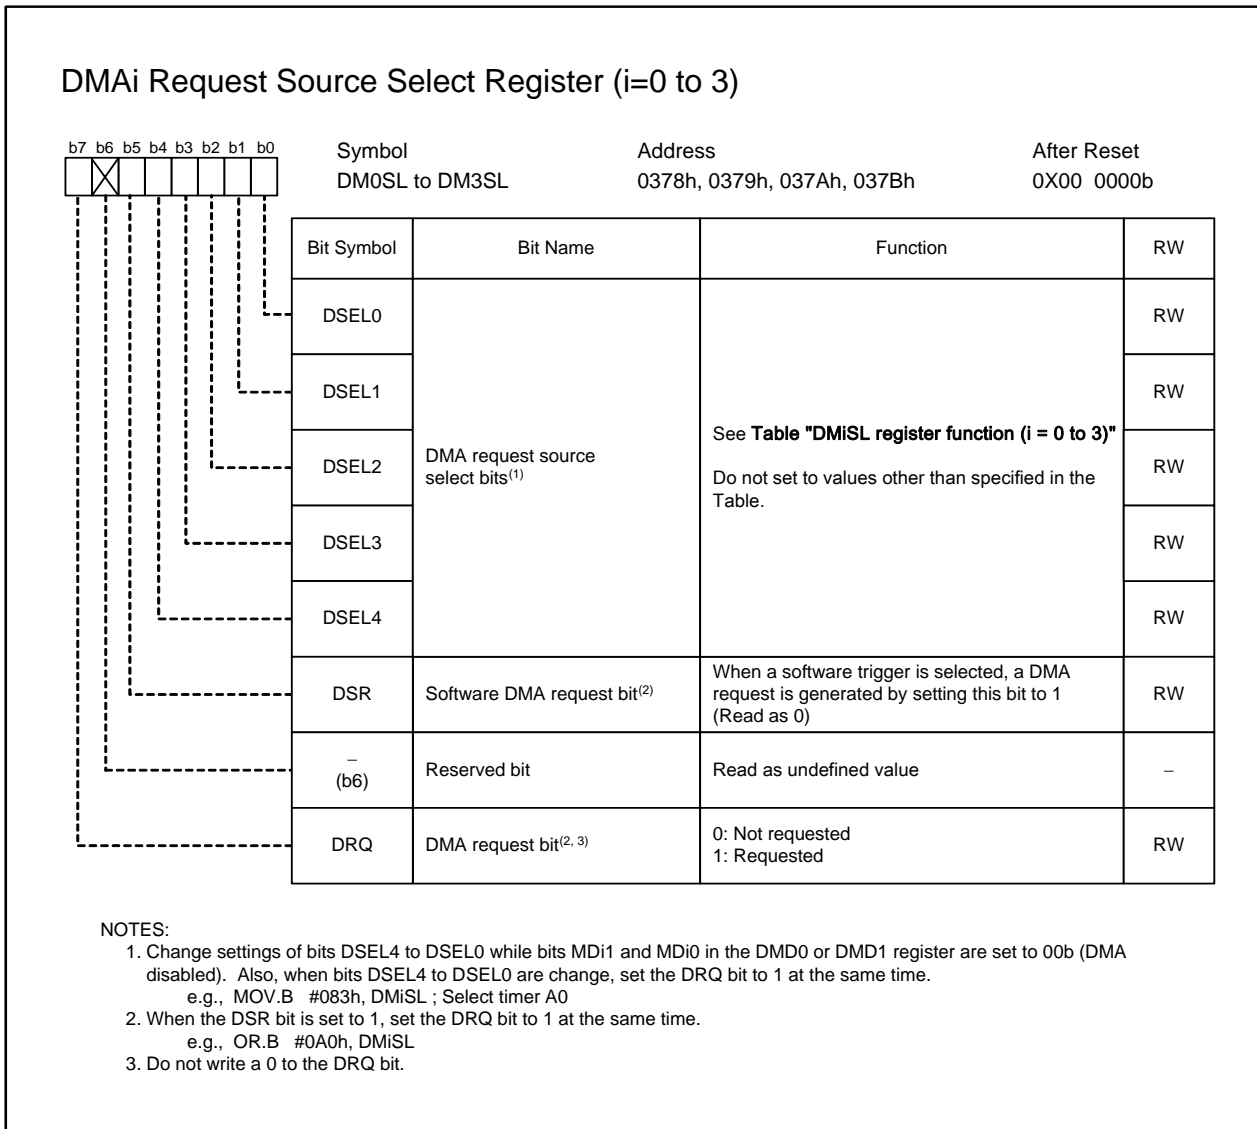 DMAi Request Source Select Register (i=0 to 3)
b7 b6 b5 b4 b3 b2 b1 b0
Symbol Address After Reset
DM0SL to DM3SL 0378h, 0379h, 037Ah, 037Bh 0X00 0000b
Bit Symbol Bit Name Function RW
DSEL0 RW
DSEL1 RW
See Table "DMiSL register function (i = 0 to 3)"
DSEL2 DMA request source RW
select bits(1)
Do not set to values other than specified in the
Table.
DSEL3 RW
DSEL4 RW
When a software trigger is selected, a DMA
DSR Software DMA request bit(2) request is generated by setting this bit to 1 RW
(Read as 0)
–
(b6) Reserved bit Read as undefined value –
DRQ DMA request bit(2, 3) 0: Not requested RW
1: Requested
NOTES:
1. Change settings of bits DSEL4 to DSEL0 while bits MDi1 and MDi0 in the DMD0 or DMD1 register are set to 00b (DMA
disabled). Also, when bits DSEL4 to DSEL0 are change, set the DRQ bit to 1 at the same time.
e.g., MOV.B #083h, DMiSL ; Select timer A0
2. When the DSR bit is set to 1, set the DRQ bit to 1 at the same time.
e.g., OR.B #0A0h, DMiSL
3. Do not write a 0 to the DRQ bit.